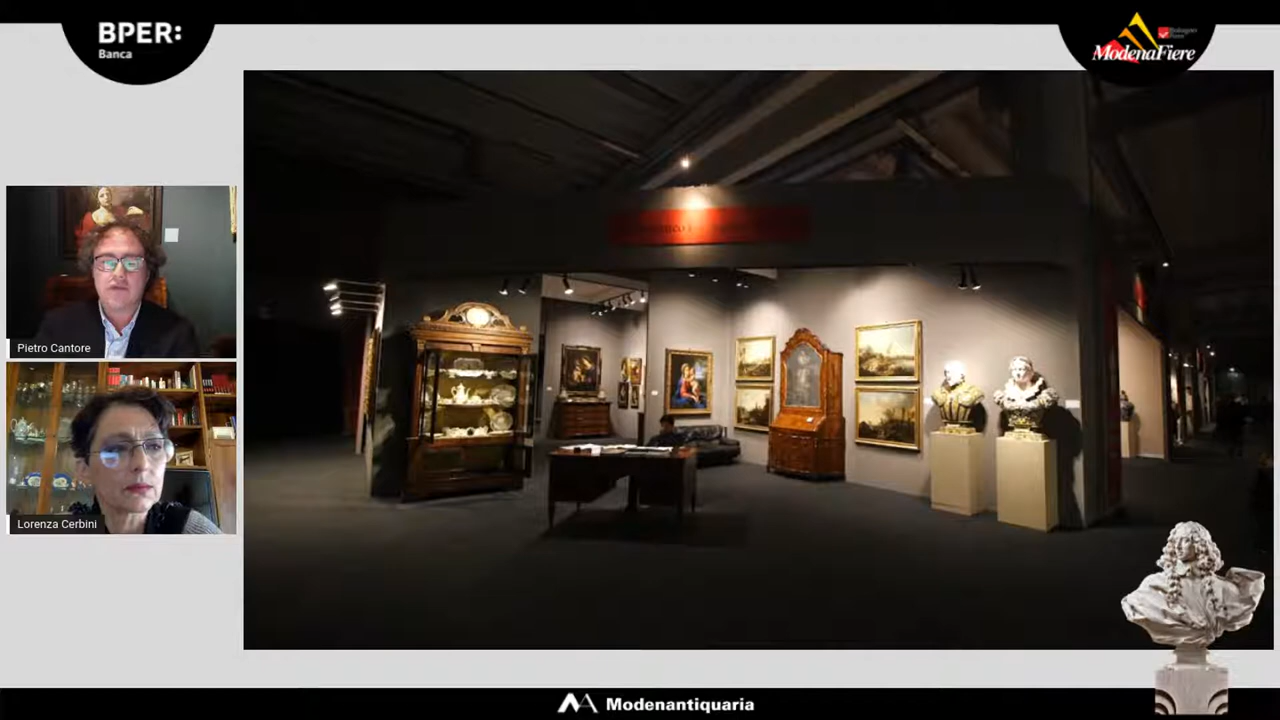 BPER:
Banca
ModenaFiere
Pietro Cantore
Lorenza Cerbini
Modenantiquaria